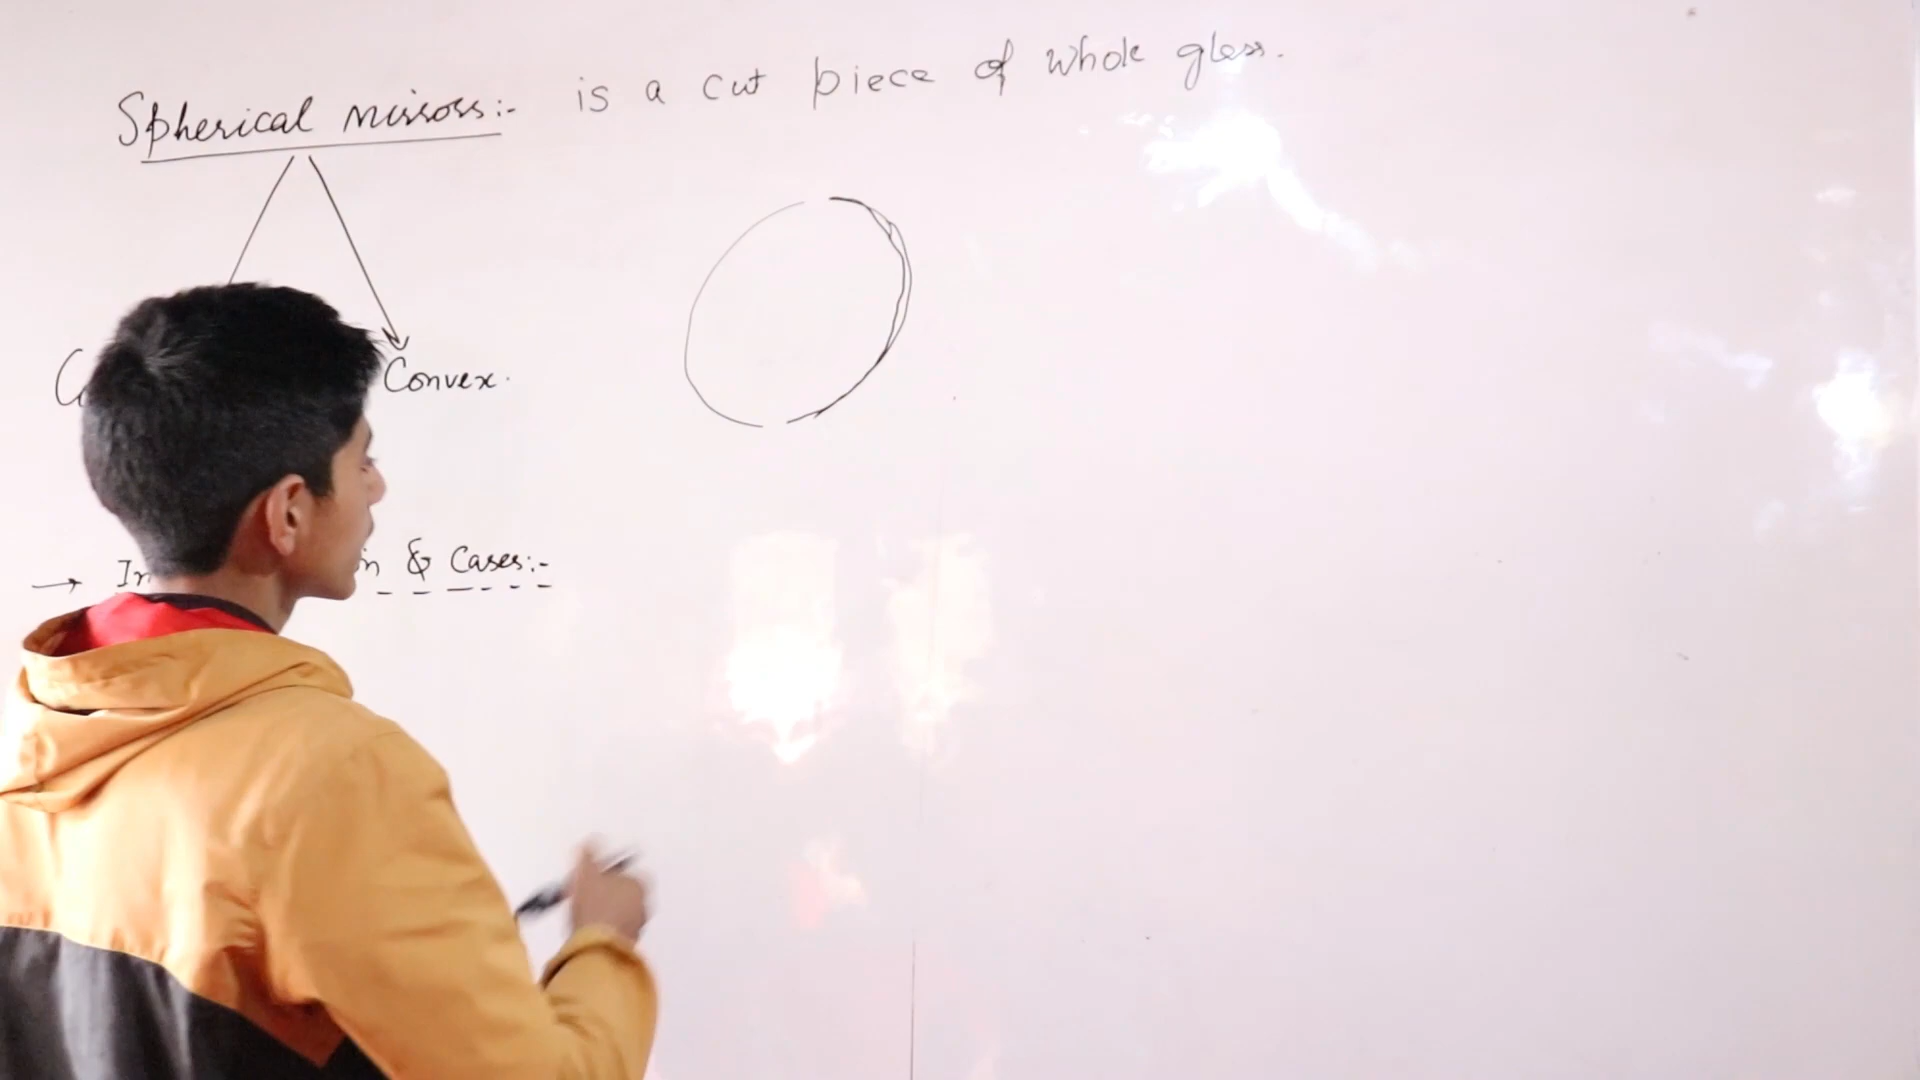 Spherical mirrors:- is a cut piece of whole glass.
Convex.
→ & Cases:-